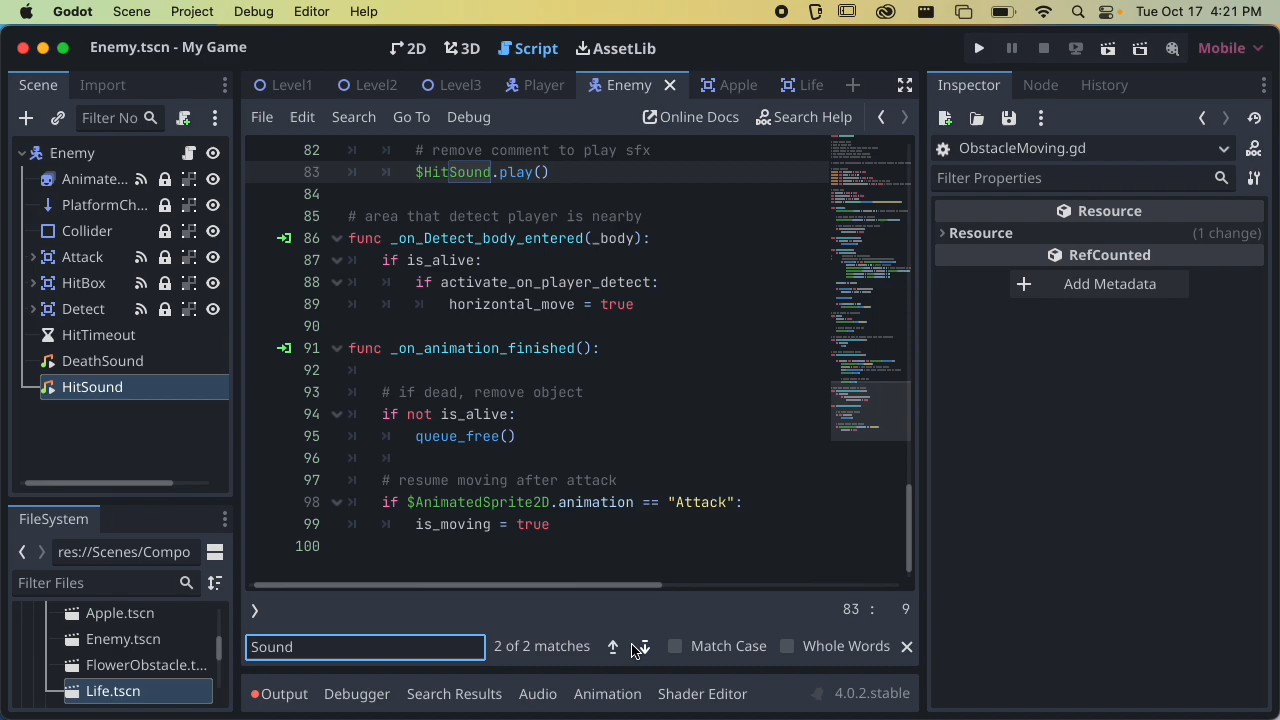 Godot Scene Project Debug Editor Help Tue Oct 17 4:21 PM
Enemy.tscn - My Game 2D 3D Script AssetLib Mobile
Scene Import
Level1 Level2 Level3 Player Enemy Apple Life
Inspector Node History
Filter No
File Edit Search Go To Debug Online Docs Search Help
ObstacleMoving.gd
Filter Properties
Resource
Resource (1 change)
RefCounted
Add Metadata
Enemy
Animate...
PlatformCh
Collider
Attack
Hit
Detect
HitTimeou
DeathSound
HitSound
82 # remove comment to play sfx
83 $HitSound.play()
84
85 # area that detect player is nearby
86 func _on_Detect_body_entered(_body):
87 if is_alive:
88 if activate_on_player_detect:
89 horizontal_move = true
90
91 func _on_animation_finished():
92
93 # if dead, remove object
94 if not is_alive:
95 queue_free()
96
97 # resume moving after attack
98 if $AnimatedSprite2D.animation == "Attack":
99 is_moving = true
100
83 : 9
Sound 2 of 2 matches Match Case Whole Words
FileSystem
res://Scenes/Compo
Filter Files
Apple.tscn
Enemy.tscn
FlowerObstacle.t...
Life.tscn
Output Debugger Search Results Audio Animation Shader Editor 4.0.2.stable